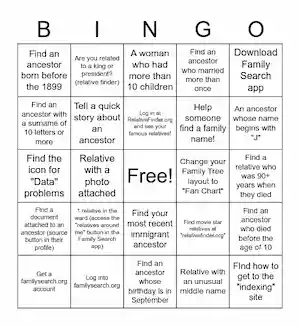 B I N G O
Find an
ancestor
born before
the 1899
Are you related
to a king or
president?
(relative finder)
A woman
who had
more than
10 children
Find an
ancestor who
married more
than once
Download
Family
Search
app
Find an
ancestor with
a surname of
10 letters or
more
Tell a quick
story about
an
ancestor
Log in at
RelativeFinder.org
and see your
famous relatives!
Help
someone
find a family
name!
An ancestor
whose name
begins with
"J"
Find the
icon for
"Data"
problems
Relative
with a
photo
attached
Free!
Change your
Family Tree
layout to
"Fan Chart"
Find a
relative who
was 90+
years when
they died
Find a
document
attached to an
ancestor (source
button in their
profile)
? relatives in the
ward (access the
"relatives around
me" button in the
Family Search
app)
Find your
most recent
immigrant
ancestor
Find movie star
relatives at
"relativefinder.org"
Find an
ancestor who
died before
the age of 10
Get a
familysearch.org
account
Log into
familysearch.org
Find an
ancestor
whose
birthday is in
September
Relative with
an unusual
middle name
Find how to
get to the
"indexing"
site